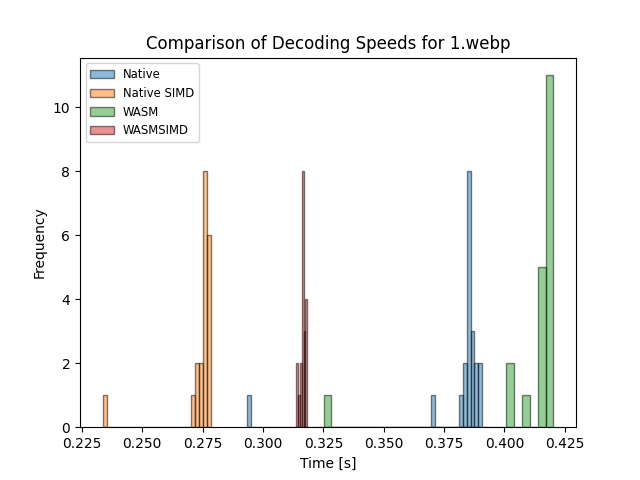 Comparison of Decoding Speeds for 1.webp
Native
Native SIMD
WASM
WASMSIMD
10
8
6
4
2
0
Frequency
0.225 0.250 0.275 0.300 0.325 0.350 0.375 0.400 0.425
Time [s]